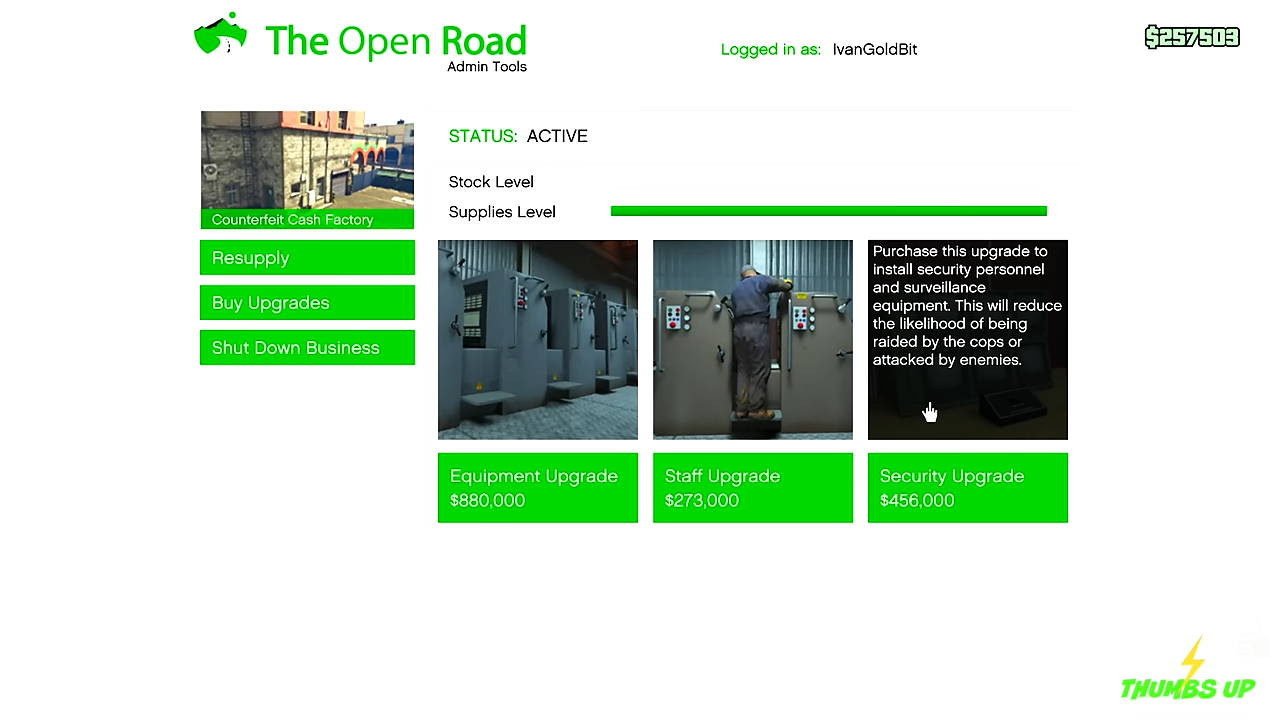 The Open Road
Admin Tools
Logged in as: IvanGoldBit
$257503
Counterfeit Cash Factory
Resupply
Buy Upgrades
Shut Down Business
STATUS: ACTIVE
Stock Level
Supplies Level
Purchase this upgrade to
install security personnel
and surveillance
equipment. This will reduce
the likelihood of being
raided by the cops or
attacked by enemies.
Equipment Upgrade
$880,000
Staff Upgrade
$273,000
Security Upgrade
$456,000
THUMBS UP